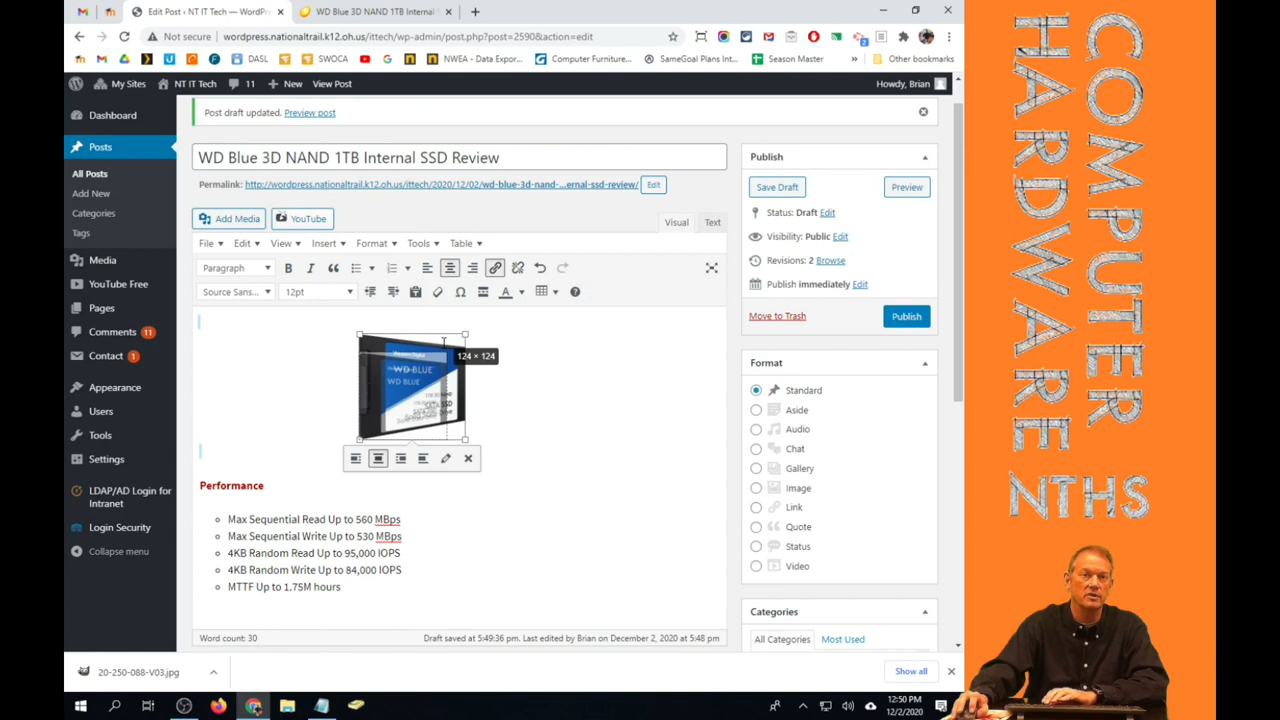 Edit Post ‹ NT IT Tech — WordPr
WD Blue 3D NAND 1TB Internal
Not secure
wordpress.nationaltrail.k12.oh.us/ittech/wp-admin/post.php?post=2590&action=edit
DASL
SWOCA
NWEA - Data Expor...
Computer Furniture...
SameGoal Plans Int...
Season Master
Other bookmarks
My Sites
NT IT Tech
11
New
View Post
Howdy, Brian
Dashboard
Posts
All Posts
Add New
Categories
Tags
Media
YouTube Free
Pages
Comments 11
Contact 1
Appearance
Users
Tools
Settings
LDAP/AD Login for
Intranet
Login Security
Collapse menu
Post draft updated. Preview post
WD Blue 3D NAND 1TB Internal SSD Review
Permalink: http://wordpress.nationaltrail.k12.oh.us/ittech/2020/12/02/wd-blue-3d-nand-...ernal-ssd-review/ Edit
Add Media
YouTube
Visual
Text
File Edit View Insert Format Tools Table
Paragraph
B I
Source Sans...
12pt
WD BLUE
WD BLUE
SATA SSD
124 × 124
Performance
Max Sequential Read Up to 560 MBps
Max Sequential Write Up to 530 MBps
4KB Random Read Up to 95,000 IOPS
4KB Random Write Up to 84,000 IOPS
MTTF Up to 1.75M hours
Word count: 30
Draft saved at 5:49:36 pm. Last edited by Brian on December 2, 2020 at 5:48 pm
Publish
Save Draft
Preview
Status: Draft Edit
Visibility: Public Edit
Revisions: 2 Browse
Publish immediately Edit
Move to Trash
Publish
Format
Standard
Aside
Audio
Chat
Gallery
Image
Link
Quote
Status
Video
Categories
All Categories
Most Used
20-250-088-V03.jpg
Show all
12:50 PM
12/2/2020
COMPUTER
HARDWARE
NTHS